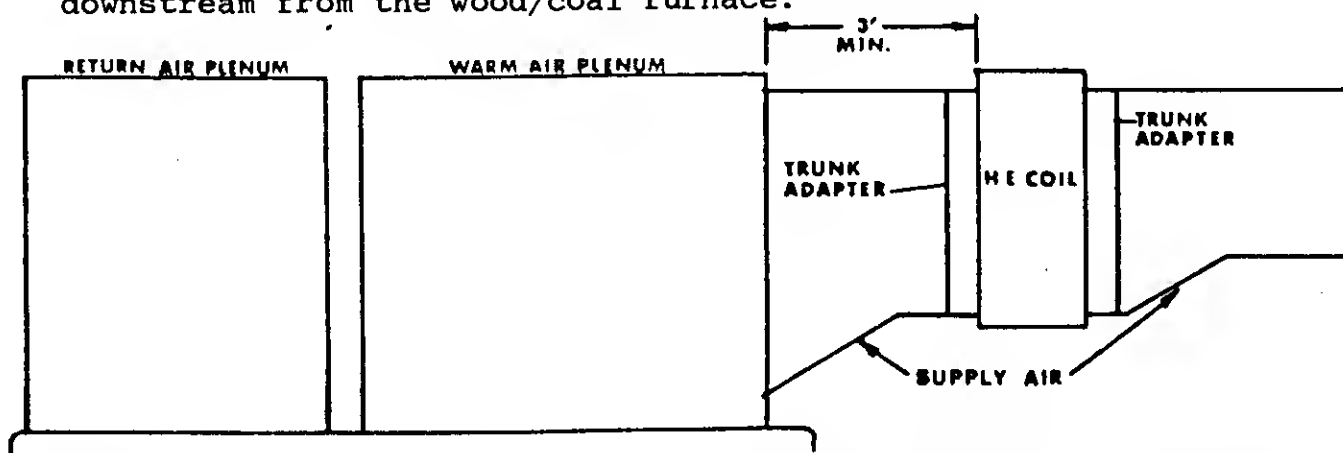 downstream from the wood/coal furnace.
3'
MIN.
RETURN AIR PLENUM
WARM AIR PLENUM
TRUNK
ADAPTER
H E COIL
TRUNK
ADAPTER
SUPPLY AIR